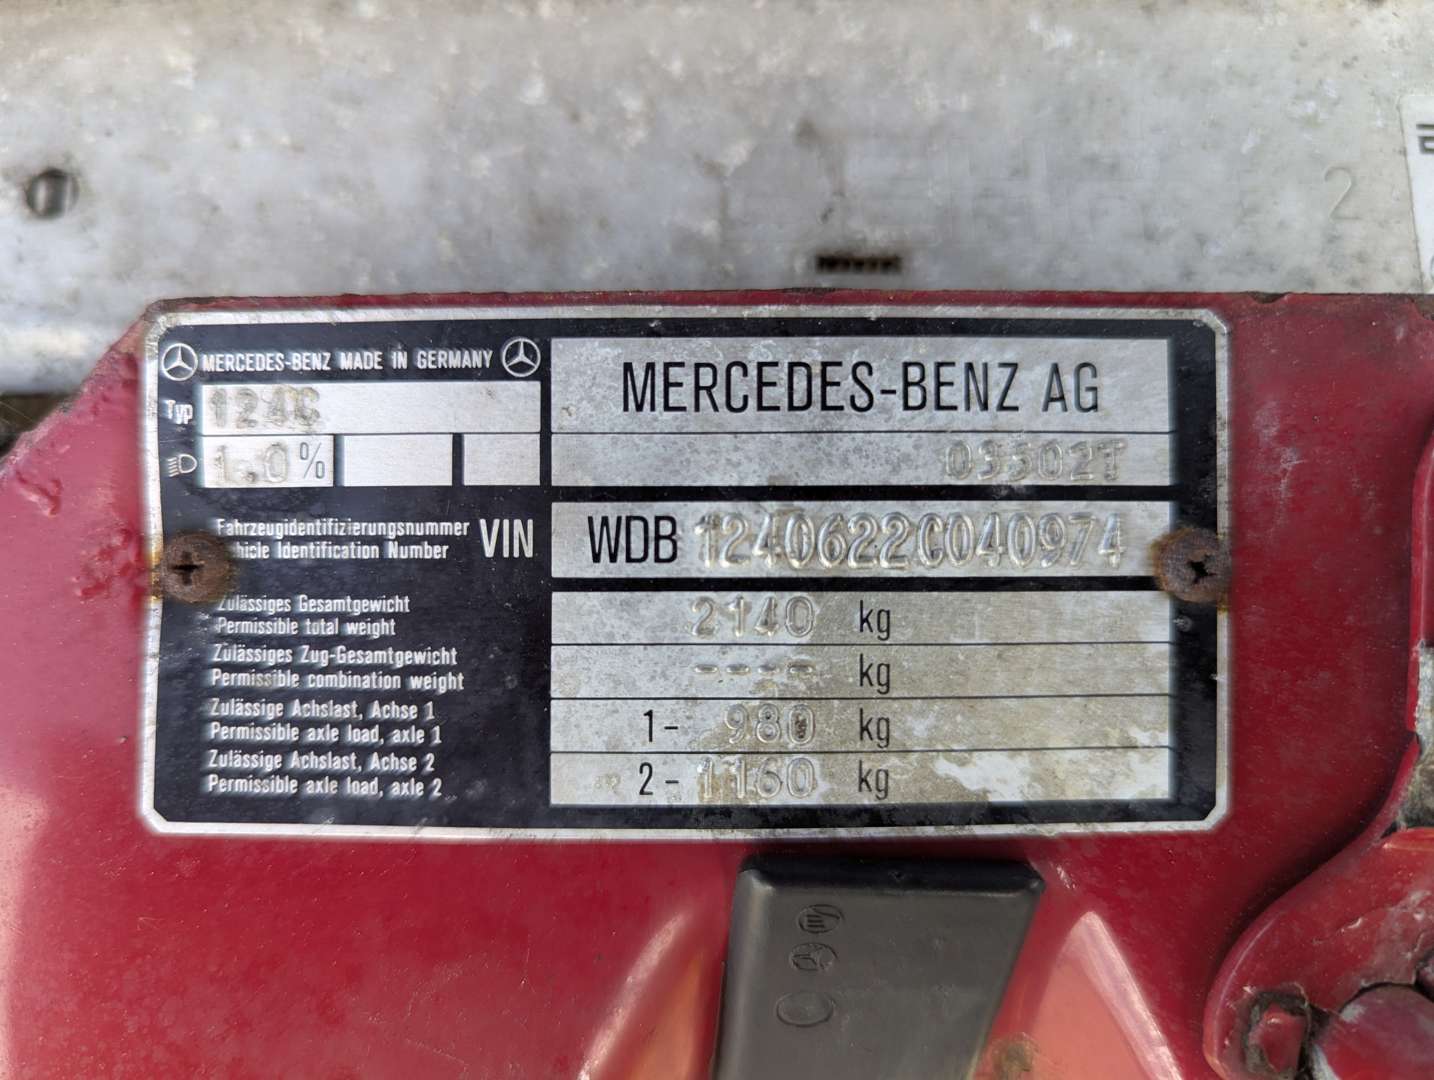 2
MERCEDES-BENZ MADE IN GERMANY
MERCEDES-BENZ AG
Typ 124C
1.0%
03502T
Fahrzeugidentifizierungsnummer
Vehicle Identification Number
VIN
WDB 1240622C040974
Zulässiges Gesamtgewicht
Permissible total weight
2140 kg
Zulässiges Zug-Gesamtgewicht
Permissible combination weight
---- kg
Zulässige Achslast, Achse 1
Permissible axle load, axle 1
1- 980 kg
Zulässige Achslast, Achse 2
Permissible axle load, axle 2
2- 1160 kg